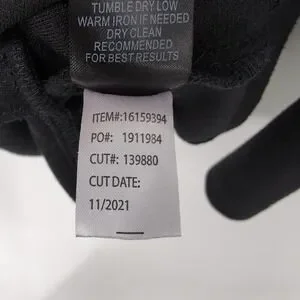 TUMBLE DRY LOW
WARM IRON IF NEEDED
DRY CLEAN
RECOMMENDED
FOR BEST RESULTS
ITEM#:16159394
PO#: 1911984
CUT#: 139880
CUT DATE:
11/2021